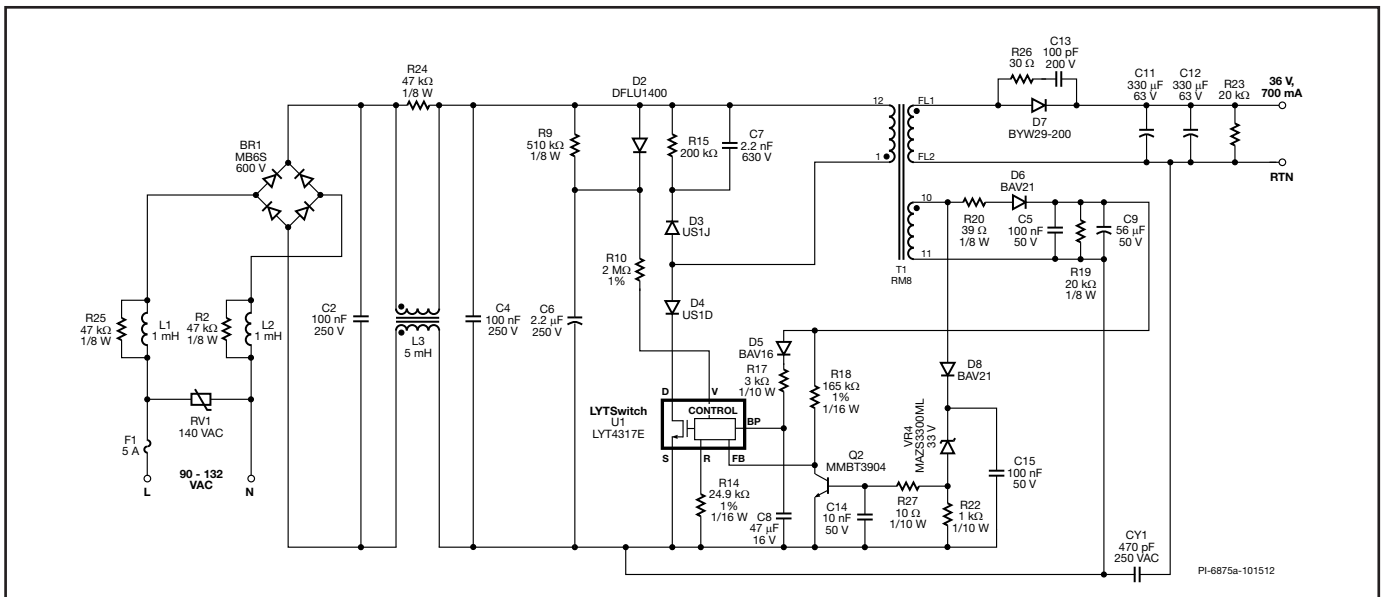 R24
47 kΩ
1/8 W
D2
DFLU1400
R26
30 Ω
C13
100 pF
200 V
C11
330 μF
63 V
C12
330 μF
63 V
R23
20 kΩ
36 V,
700 mA
12
FL1
D7
BYW29-200
BR1
MB6S
600 V
R9
510 kΩ
1/8 W
R15
200 kΩ
C7
2.2 nF
630 V
1
FL2
RTN
D6
BAV21
10
D3
US1J
R20
39 Ω
1/8 W
C5
100 nF
50 V
C9
56 μF
50 V
R10
2 MΩ
1%
11
T1
RM8
R19
20 kΩ
1/8 W
R25
47 kΩ
1/8 W
L1
1 mH
R2
47 kΩ
1/8 W
L2
1 mH
C2
100 nF
250 V
L3
5 mH
C4
100 nF
250 V
C6
2.2 μF
250 V
D4
US1D
D5
BAV16
R17
3 kΩ
1/10 W
R18
165 kΩ
1%
1/16 W
D8
BAV21
RV1
140 VAC
F1
5 A
90 - 132
VAC
L
N
LYTSwitch
U1
LYT4317E
D
V
CONTROL
BP
S
R
FB
VR4
MAZS3300ML
33 V
Q2
MMBT3904
C15
100 nF
50 V
R14
24.9 kΩ
1%
1/16 W
C8
47 μF
16 V
C14
10 nF
50 V
R27
10 Ω
1/10 W
R22
1 kΩ
1/10 W
CY1
470 pF
250 VAC
PI-6875a-101512